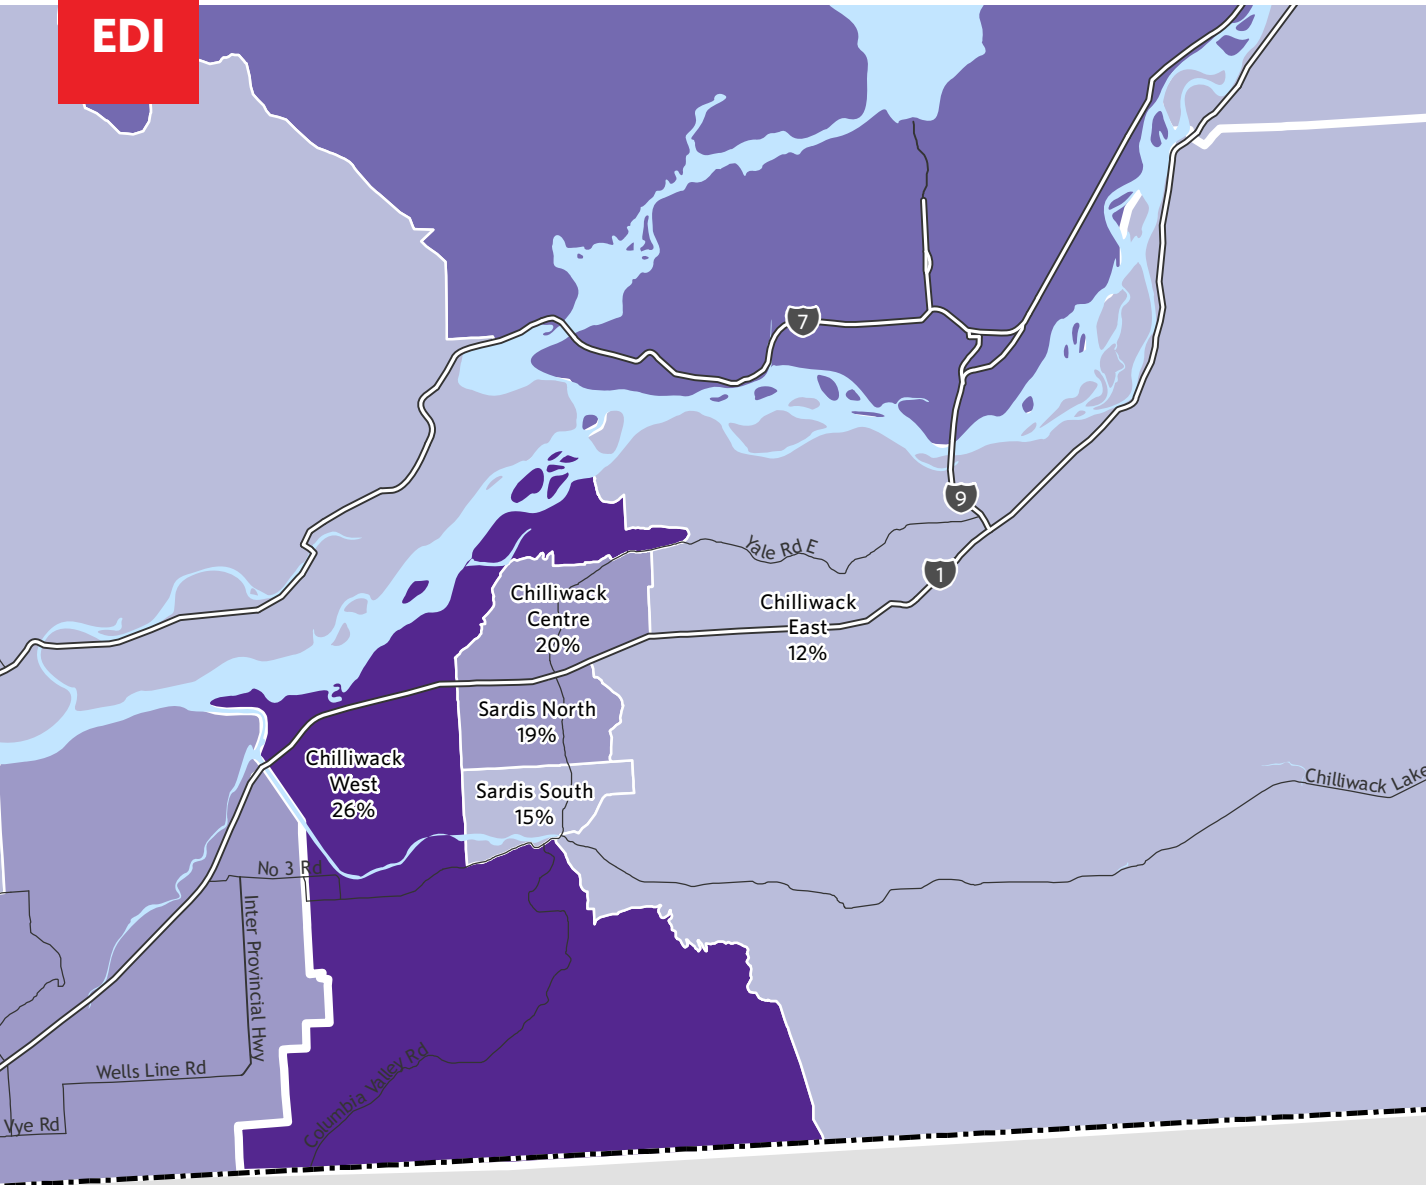 EDI
7
9
Yale Rd E
1
Chilliwack
Centre
20%
Chilliwack
East
12%
Sardis North
19%
Chilliwack
West
26%
Sardis South
15%
Chilliwack Lake
No 3 Rd
Inter Provincial Hwy
Columbia Valley Rd
Wells Line Rd
Vye Rd